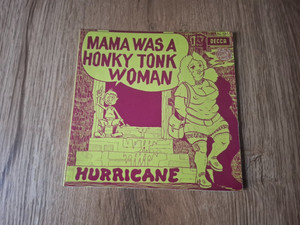 MAMA WAS A
HONKY TONK
WOMAN
DECCA
HURRICANE